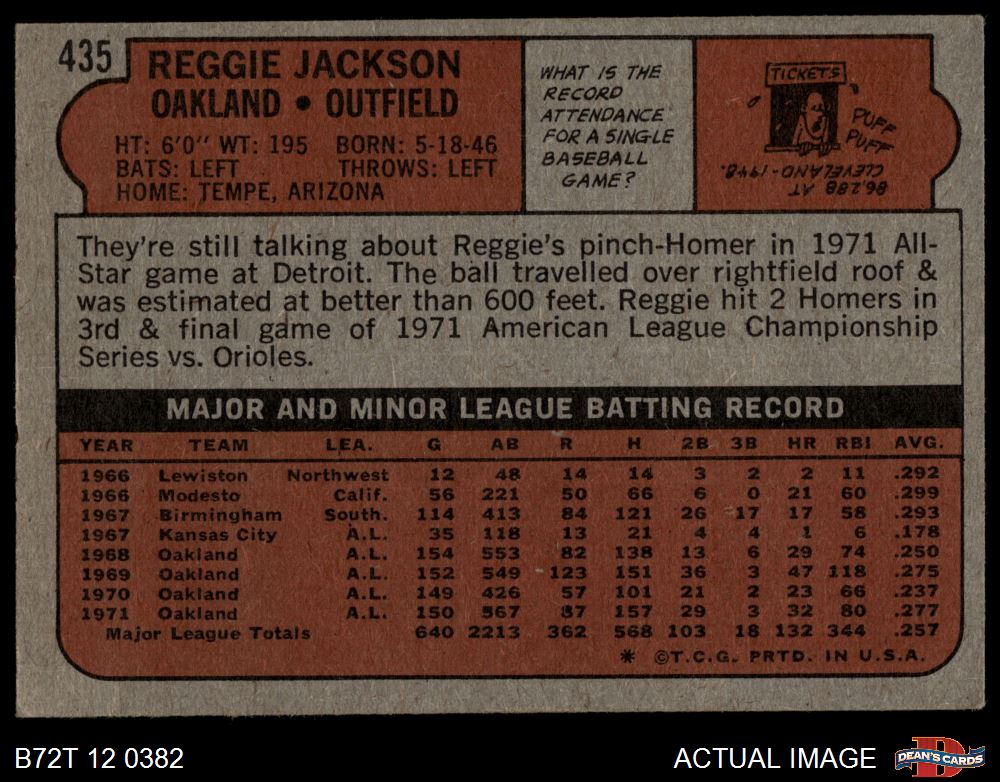 435
REGGIE JACKSON
OAKLAND • OUTFIELD
HT: 6'0" WT: 195 BORN: 5-18-46
BATS: LEFT THROWS: LEFT
HOME: TEMPE, ARIZONA
WHAT IS THE
RECORD
ATTENDANCE
FOR A SINGLE
BASEBALL
GAME?
TICKETS
PUFF
PUFF
86,288 AT
CLEVELAND-1948.
They're still talking about Reggie's pinch-Homer in 1971 All-
Star game at Detroit. The ball travelled over rightfield roof &
was estimated at better than 600 feet. Reggie hit 2 Homers in
3rd & final game of 1971 American League Championship
Series vs. Orioles.
MAJOR AND MINOR LEAGUE BATTING RECORD
YEAR TEAM LEA. G AB R H 2B 3B HR RBI AVG.
1966 Lewiston Northwest 12 48 14 14 3 2 2 11 .292
1966 Modesto Calif. 56 221 50 66 6 0 21 60 .299
1967 Birmingham South. 114 413 84 121 26 17 17 58 .293
1967 Kansas City A.L. 35 118 13 21 4 4 1 6 .178
1968 Oakland A.L. 154 553 82 138 13 6 29 74 .250
1969 Oakland A.L. 152 549 123 151 36 3 47 118 .275
1970 Oakland A.L. 149 426 57 101 21 2 23 66 .237
1971 Oakland A.L. 150 567 87 157 29 3 32 80 .277
Major League Totals 640 2213 362 568 103 18 132 344 .257
* ©T.C.G. PRTD. IN U.S.A.
B72T 12 0382
ACTUAL IMAGE
D
DEAN'S CARDS